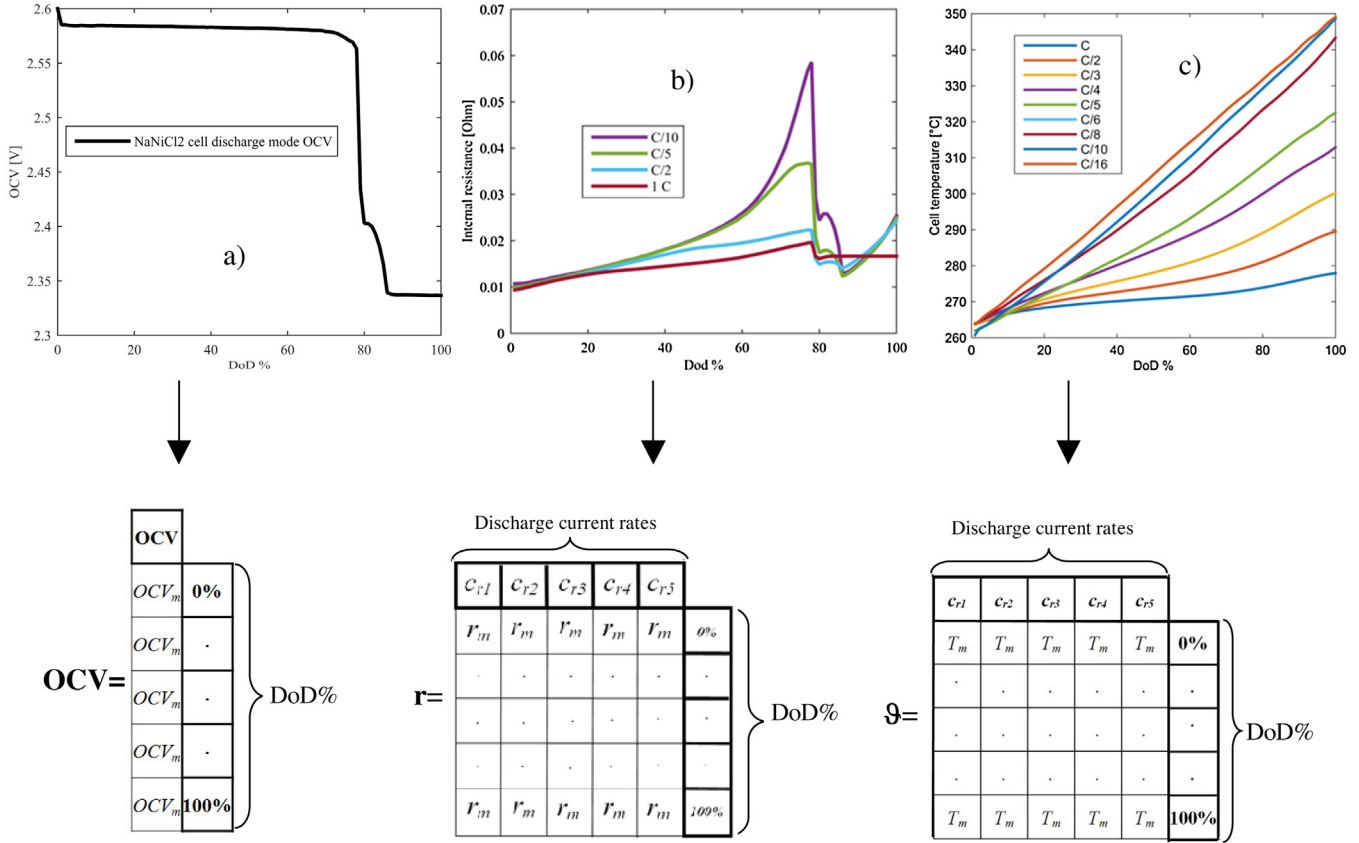 2.6
2.55
2.5
2.45
2.4
2.35
2.3
OCV [V]
NaNiCl2 cell discharge mode OCV
a)
0
20
40
60
80
100
DoD %
0.07
0.06
0.05
0.04
0.03
0.02
0.01
0
Internal resistance [Ohm]
b)
C/10
C/5
C/2
1 C
0
20
40
60
80
100
Dod %
350
340
330
320
310
300
290
280
270
260
Cell temperature [°C]
C
C/2
C/3
C/4
C/5
C/6
C/8
C/10
C/16
c)
0
20
40
60
80
100
DoD %
OCV=
OCV
OCVm 0%
OCVm .
OCVm .
OCVm .
OCVm 100%
DoD%
Discharge current rates
r=
cr1 cr2 cr3 cr4 cr5
rm rm rm rm rm 0%
. . . . . .
. . . . . .
. . . . . .
rm rm rm rm rm 100%
DoD%
Discharge current rates
ϑ=
cr1 cr2 cr3 cr4 cr5
Tm Tm Tm Tm Tm 0%
. . . . . .
. . . . . .
. . . . . .
Tm Tm Tm Tm Tm 100%
DoD%